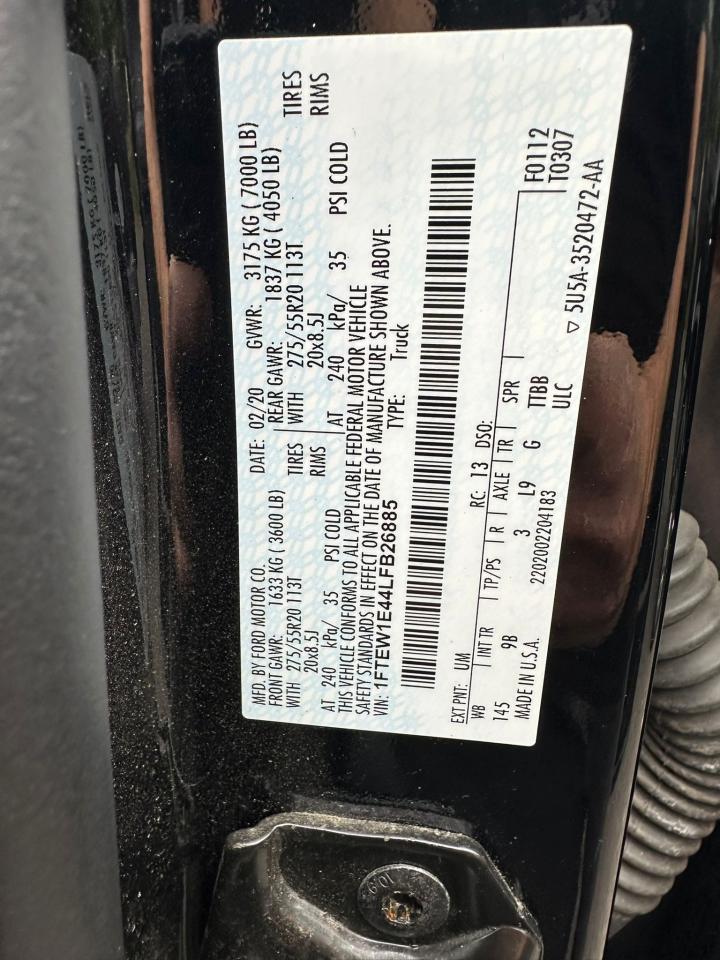 MFD. BY FORD MOTOR CO. DATE: 02/20 GVWR: 3175 KG ( 7000 LB)
FRONT GAWR: 1633 KG ( 3600 LB) REAR GAWR: 1837 KG ( 4050 LB)
WITH 275/55R20 113T TIRES WITH 275/55R20 113T TIRES
20x8.5J RIMS 20x8.5J RIMS
AT 240 kPa/ 35 PSI COLD AT 240 kPa/ 35 PSI COLD
THIS VEHICLE CONFORMS TO ALL APPLICABLE FEDERAL MOTOR VEHICLE
SAFETY STANDARDS IN EFFECT ON THE DATE OF MANUFACTURE SHOWN ABOVE.
VIN: 1FTEW1E44LFB26885 TYPE: Truck
EXT PNT: UM RC: 13 DSO: F0112
WB INT TR TP/PS R AXLE TR SPR T0307
145 9B 3 L9 G TTBB
MADE IN U.S.A. 2202002204183 ULC
▽ 5U5A-3520472-AA
10.9